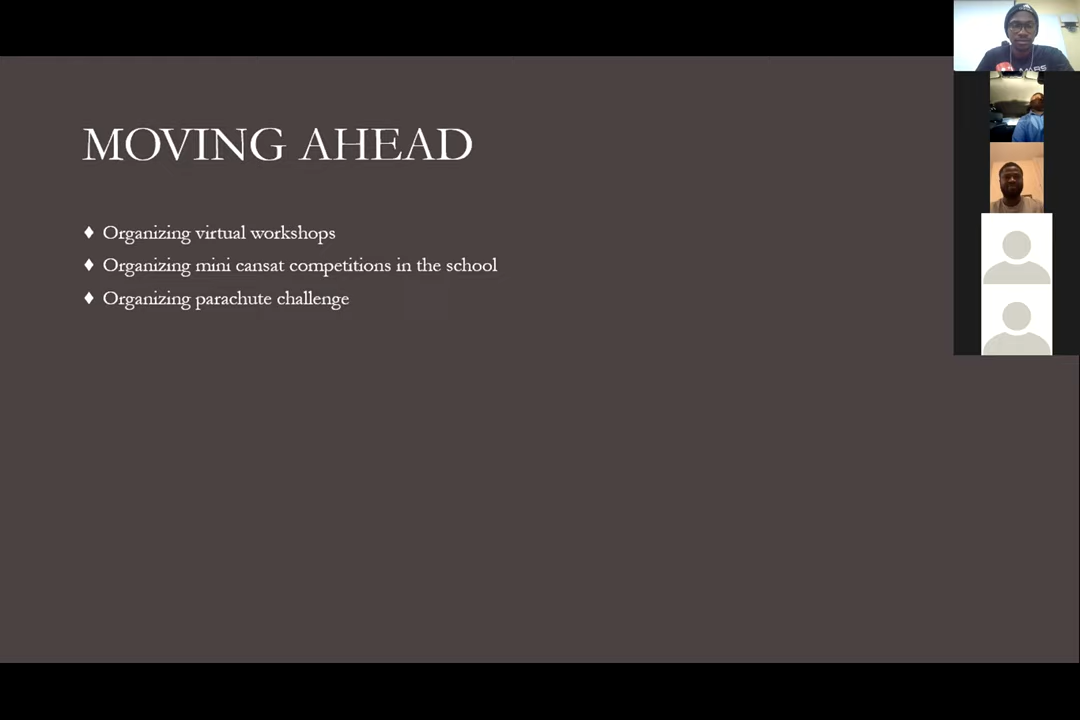 MOVING AHEAD
♦ Organizing virtual workshops
♦ Organizing mini cansat competitions in the school
♦ Organizing parachute challenge